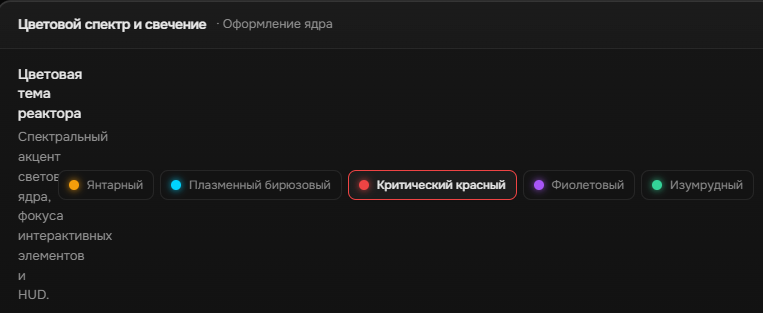 Цветовой спектр и свечение · Оформление ядра
Цветовая
тема
реактора
Спектральный
акцент
светов
ядра,
фокуса
интерактивных
элементов
и
HUD.
Янтарный Плазменный бирюзовый Критический красный Фиолетовый Изумрудный